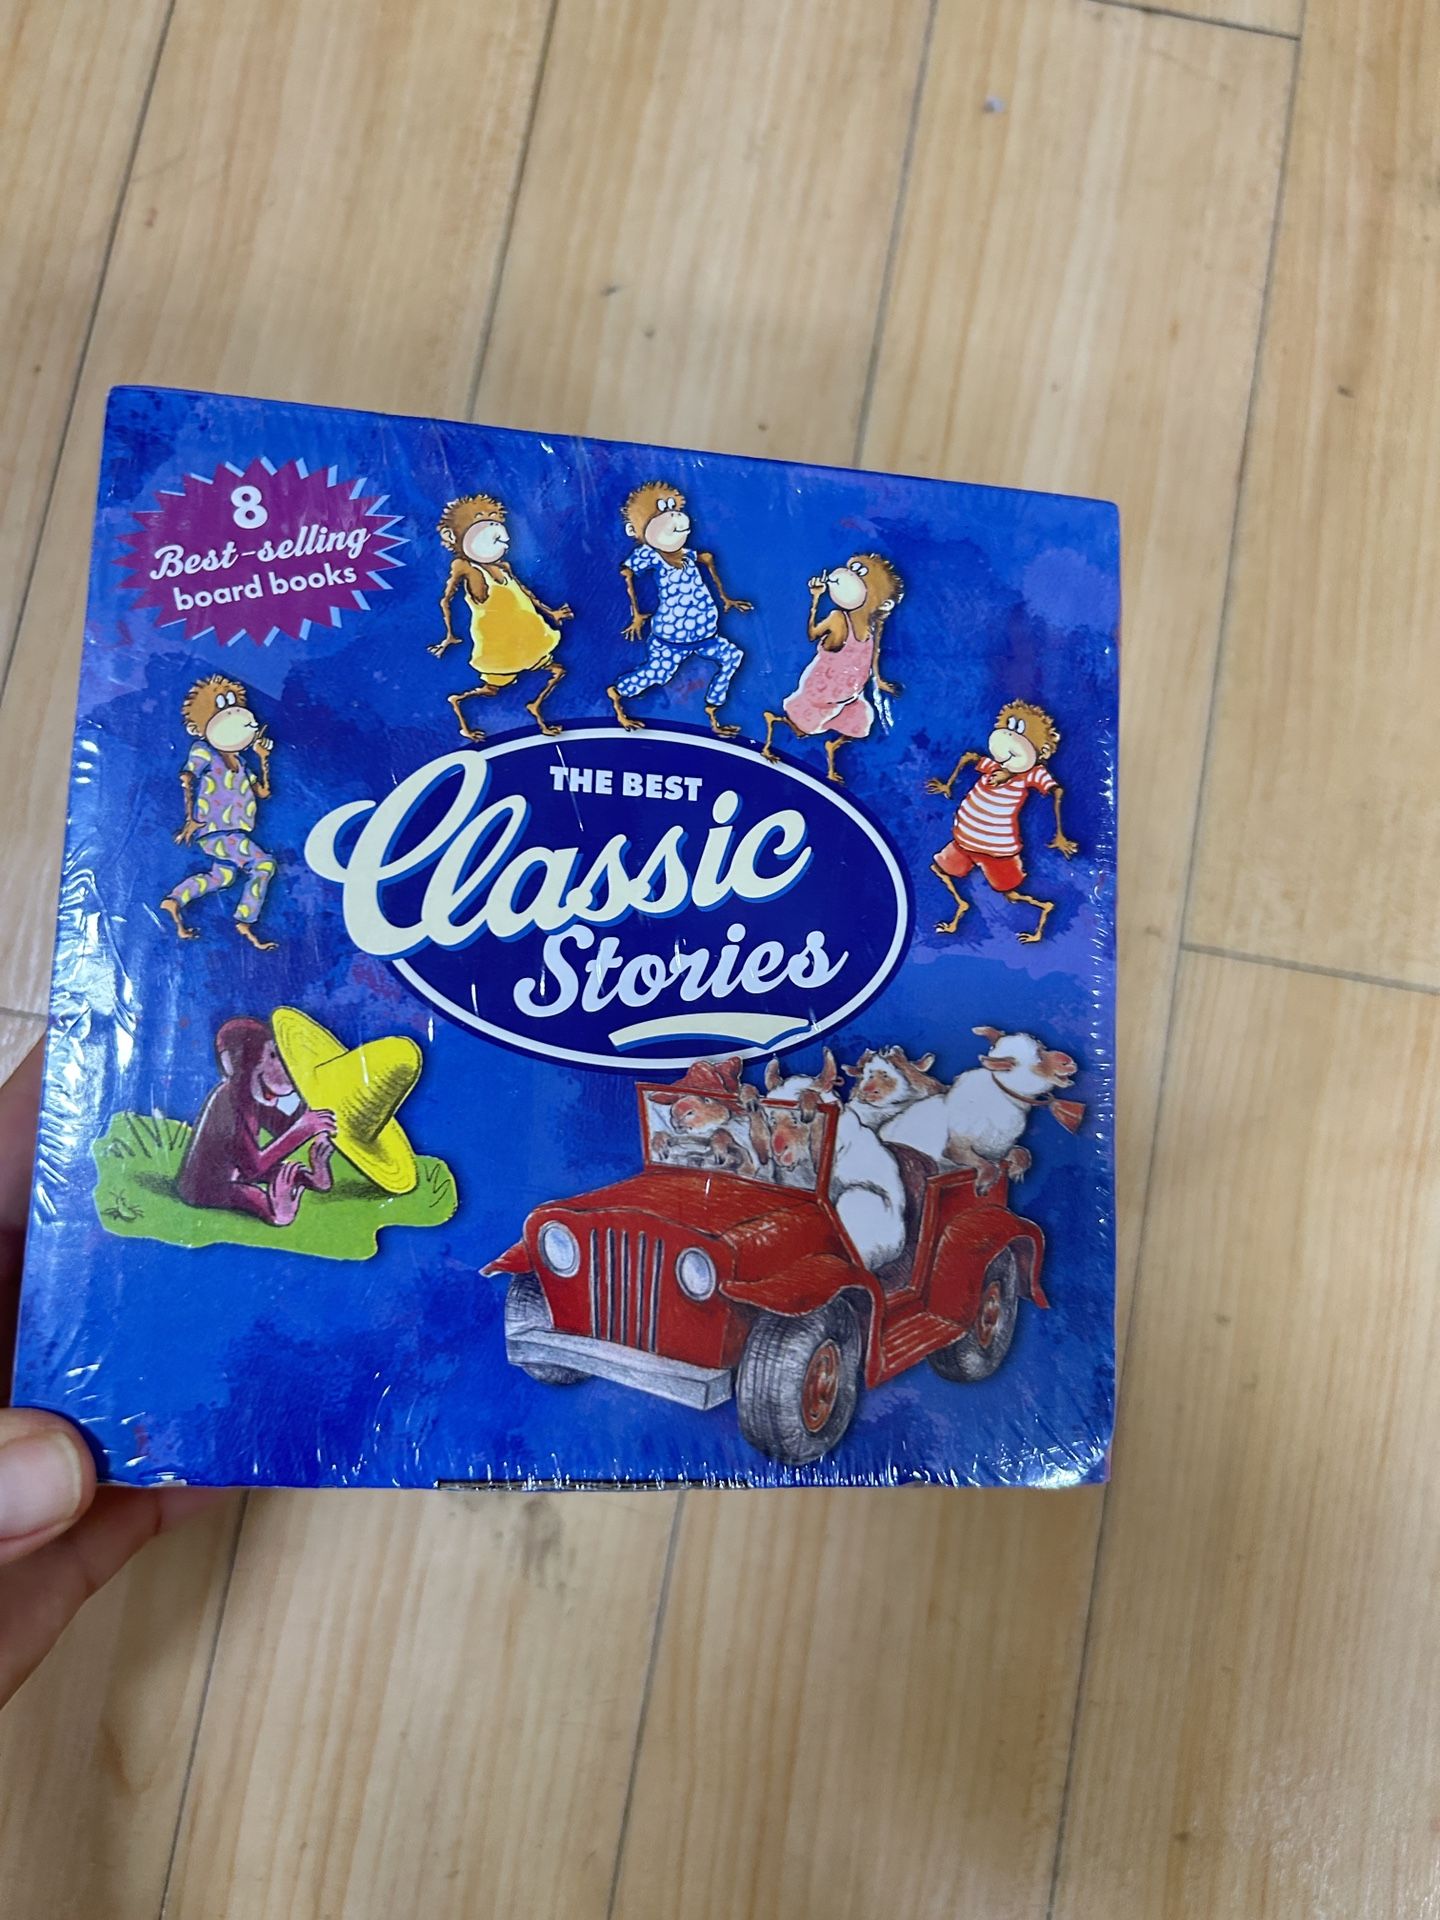 8
Best-selling
board books
THE BEST
Classic
Stories